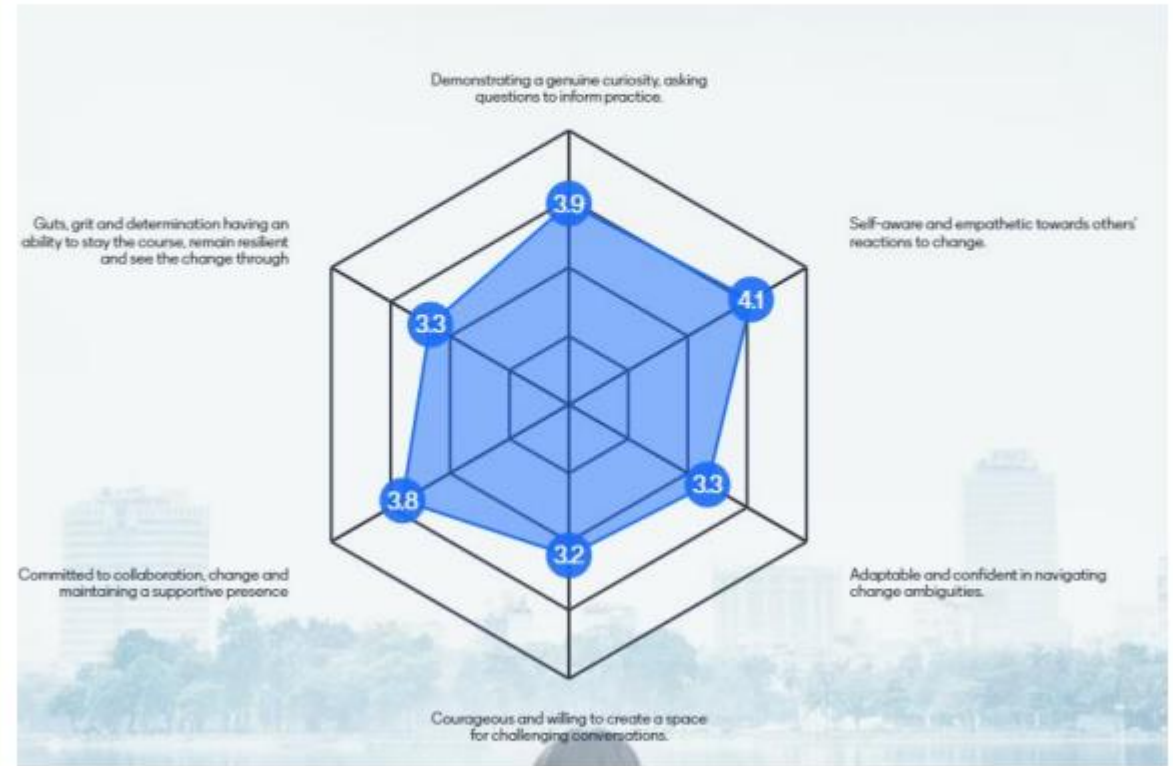 Demonstrating a genuine curiosity, asking
questions to inform practice.
3.9
Guts, grit and determination having an
ability to stay the course, remain resilient
and see the change through
Self-aware and empathetic towards others'
reactions to change.
4.1
3.3
3.8
3.3
3.2
Committed to collaboration, change and
maintaining a supportive presence
Adaptable and confident in navigating
change ambiguities.
Courageous and willing to create a space
for challenging conversations.